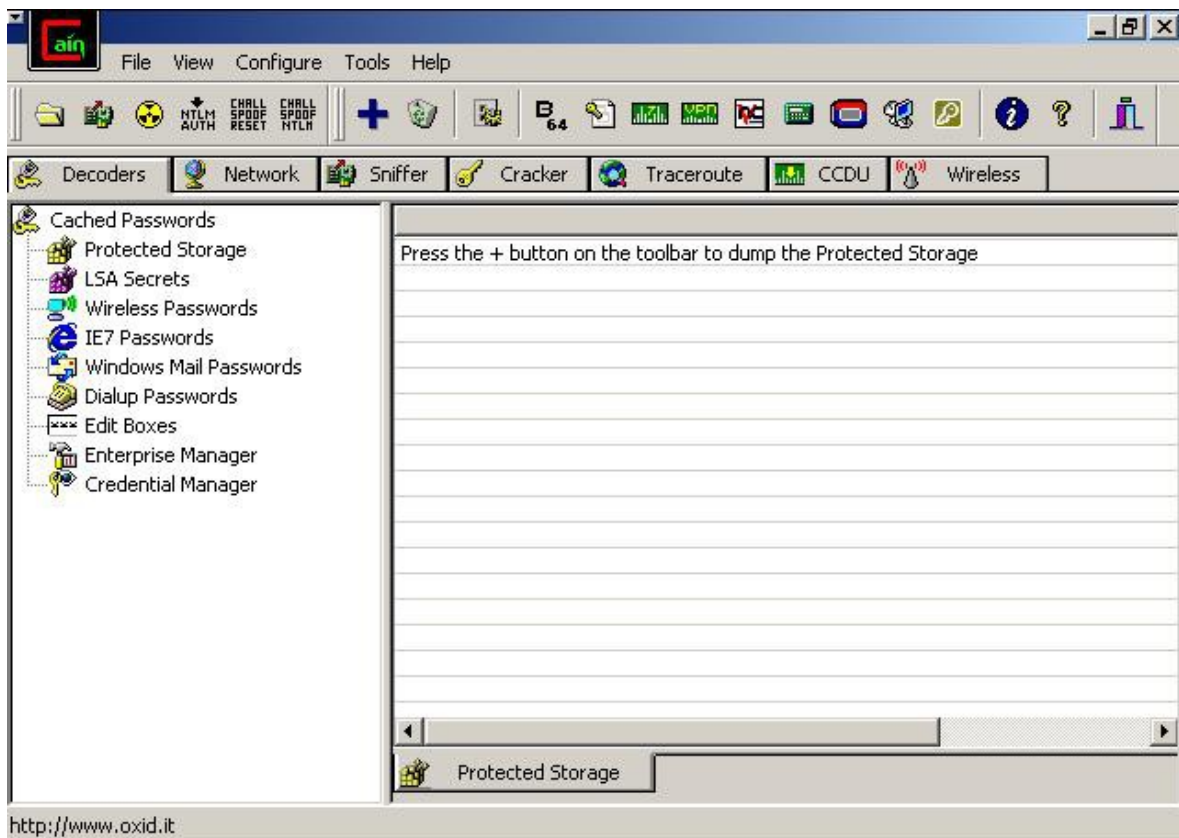 Cain
File View Configure Tools Help
NTLM AUTH CHALL SPOOF RESET CHALL SPOOF NTLM B64
Decoders Network Sniffer Cracker Traceroute CCDU Wireless
Cached Passwords
Protected Storage
LSA Secrets
Wireless Passwords
IE7 Passwords
Windows Mail Passwords
Dialup Passwords
Edit Boxes
Enterprise Manager
Credential Manager
Press the + button on the toolbar to dump the Protected Storage
Protected Storage
http://www.oxid.it